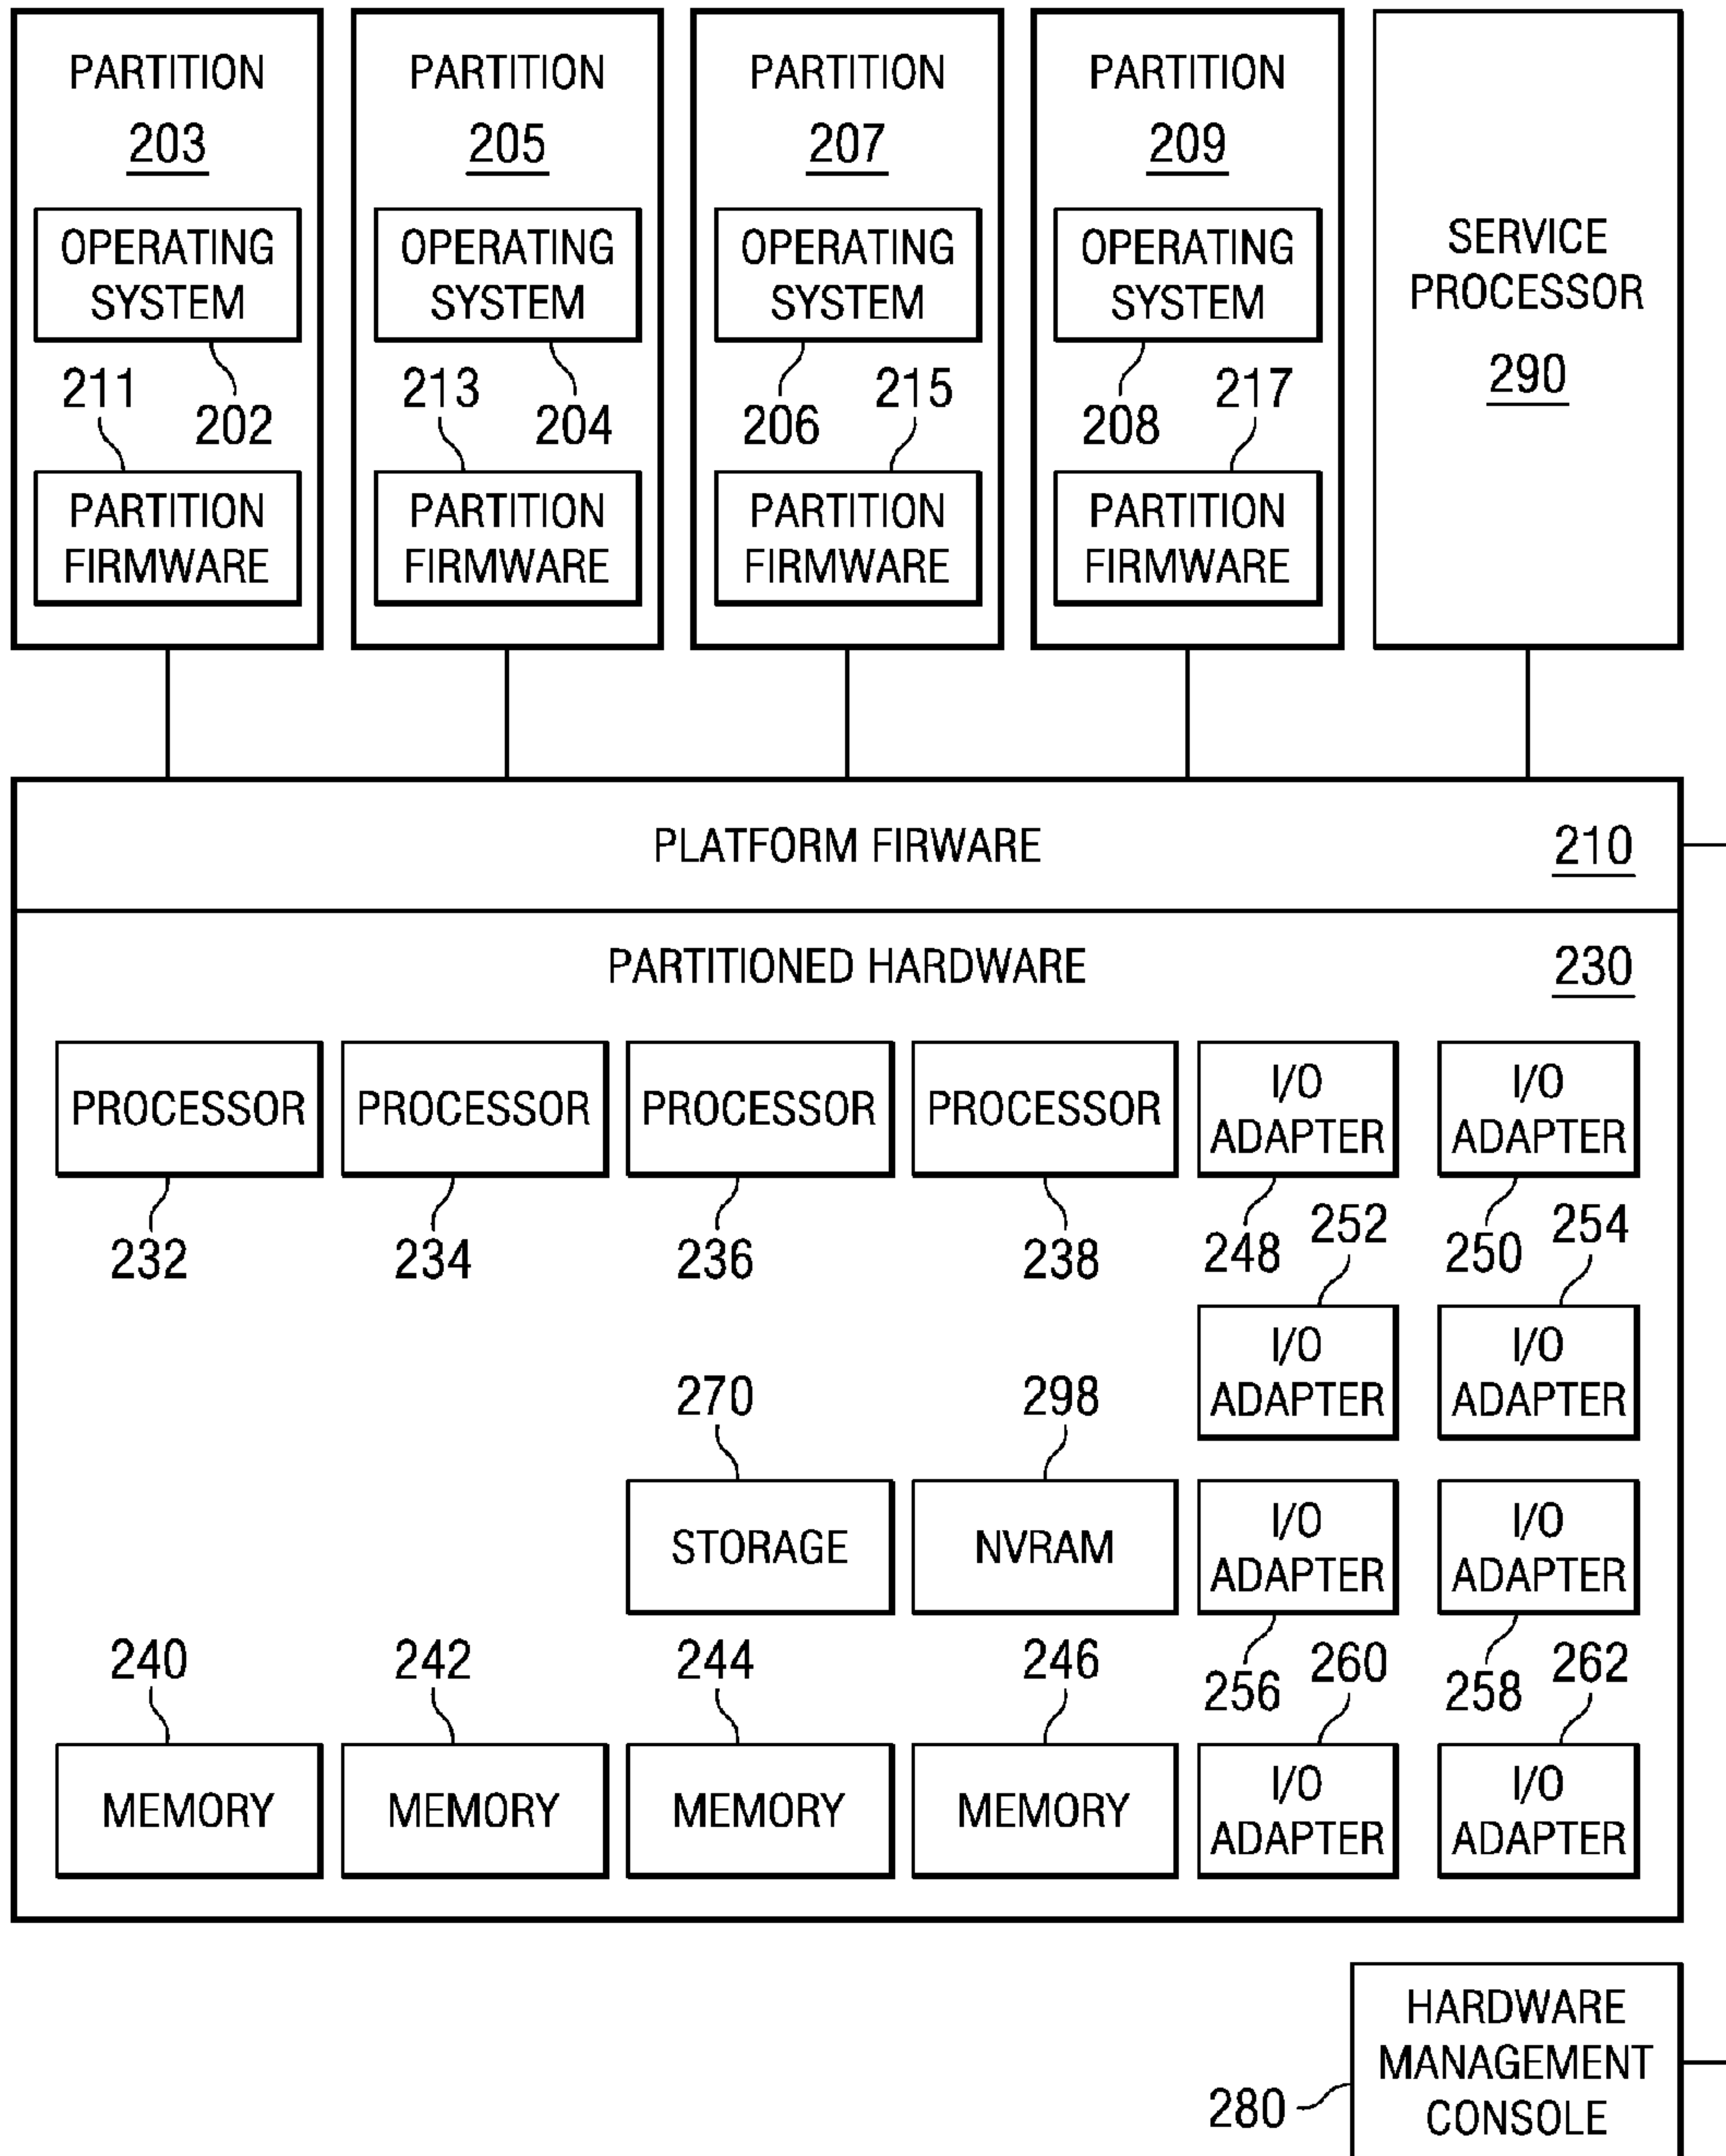 PARTITION
203
OPERATING
SYSTEM
211
202
PARTITION
FIRMWARE
PARTITION
205
OPERATING
SYSTEM
213
204
PARTITION
FIRMWARE
PARTITION
207
OPERATING
SYSTEM
206
215
PARTITION
FIRMWARE
PARTITION
209
OPERATING
SYSTEM
208
217
PARTITION
FIRMWARE
SERVICE
PROCESSOR
290
PLATFORM FIRWARE
210
PARTITIONED HARDWARE
230
PROCESSOR
232
PROCESSOR
234
PROCESSOR
236
PROCESSOR
238
I/O
ADAPTER
248
I/O
ADAPTER
250
252
I/O
ADAPTER
254
I/O
ADAPTER
270
STORAGE
298
NVRAM
I/O
ADAPTER
256
I/O
ADAPTER
258
240
MEMORY
242
MEMORY
244
MEMORY
246
MEMORY
260
I/O
ADAPTER
262
I/O
ADAPTER
280
HARDWARE
MANAGEMENT
CONSOLE